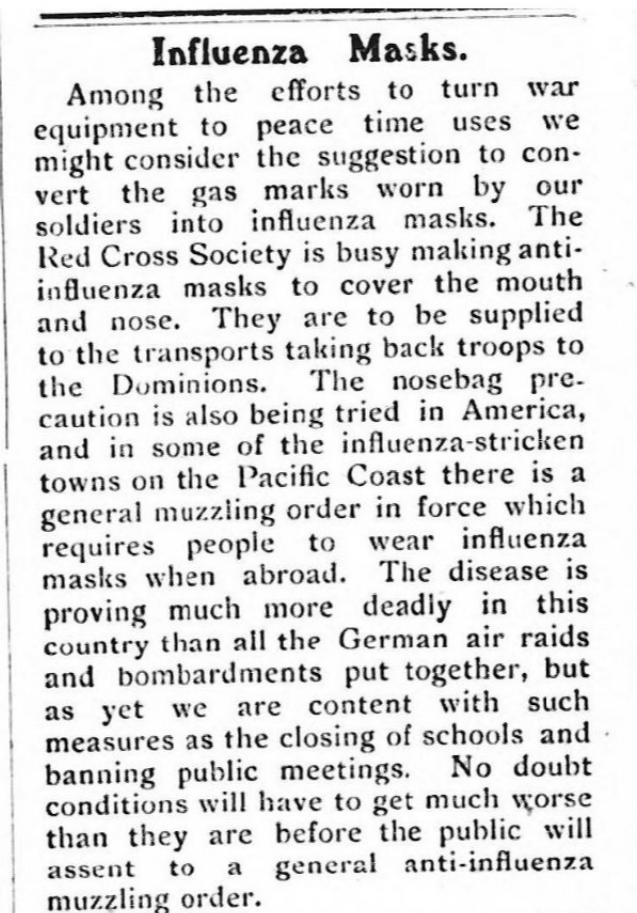 Influenza Masks.
Among the efforts to turn war
equipment to peace time uses we
might consider the suggestion to con-
vert the gas marks worn by our
soldiers into influenza masks. The
Red Cross Society is busy making anti-
influenza masks to cover the mouth
and nose. They are to be supplied
to the transports taking back troops to
the Dominions. The nosebag pre-
caution is also being tried in America,
and in some of the influenza-stricken
towns on the Pacific Coast there is a
general muzzling order in force which
requires people to wear influenza
masks when abroad. The disease is
proving much more deadly in this
country than all the German air raids
and bombardments put together, but
as yet we are content with such
measures as the closing of schools and
banning public meetings. No doubt
conditions will have to get much worse
than they are before the public will
assent to a general anti-influenza
muzzling order.